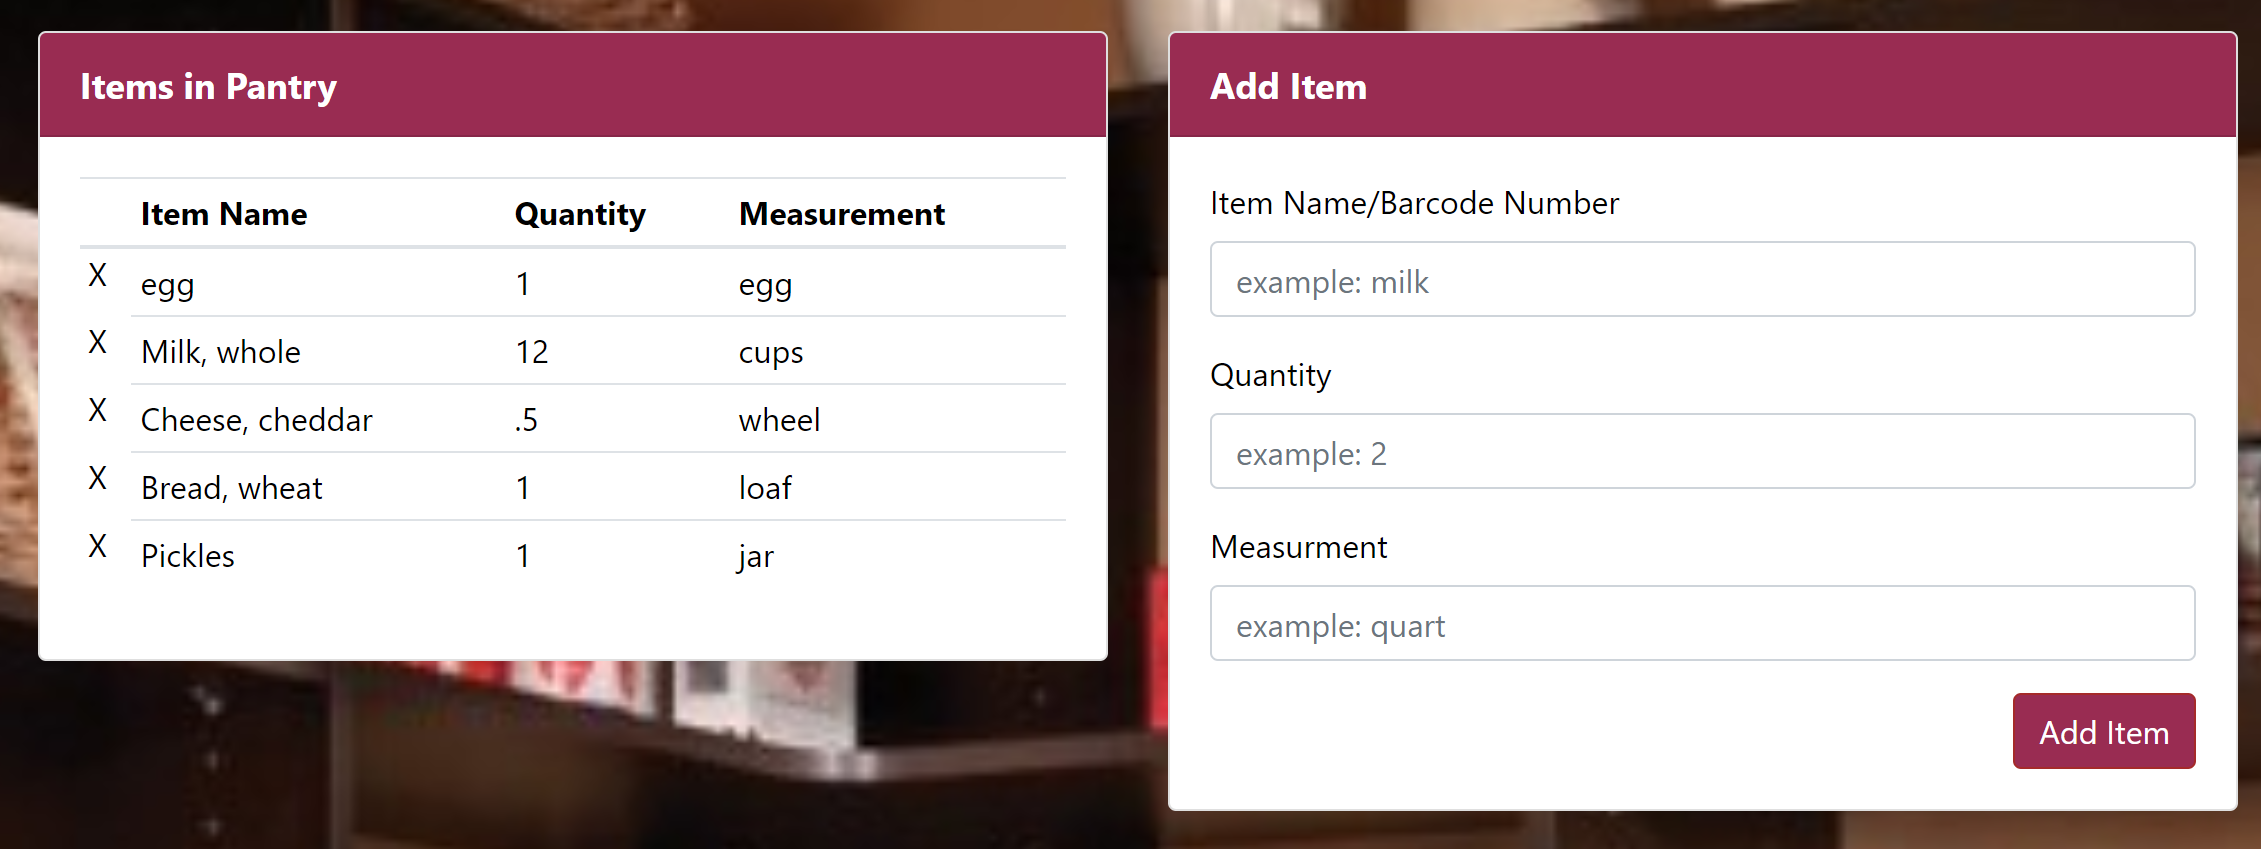 Items in Pantry
Item Name Quantity Measurement
X egg 1 egg
X Milk, whole 12 cups
X Cheese, cheddar .5 wheel
X Bread, wheat 1 loaf
X Pickles 1 jar
Add Item
Item Name/Barcode Number
example: milk
Quantity
example: 2
Measurment
example: quart
Add Item